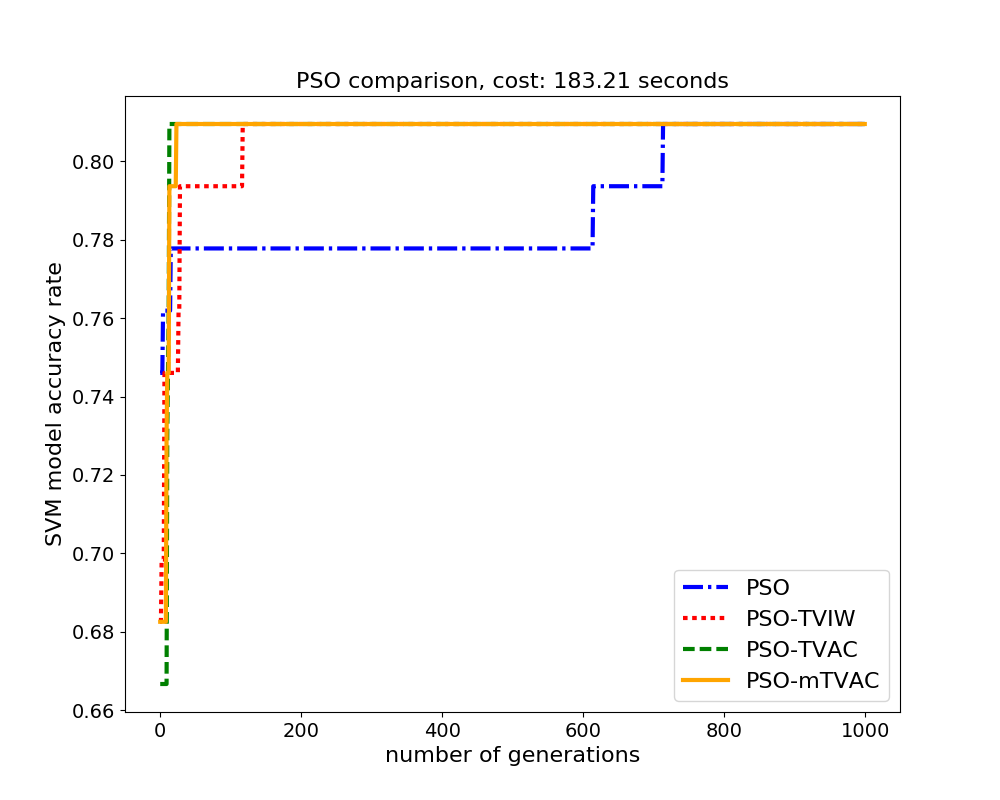 PSO comparison, cost: 183.21 seconds
SVM model accuracy rate
0.80
0.78
0.76
0.74
0.72
0.70
0.68
0.66
PSO
PSO-TVIW
PSO-TVAC
PSO-mTVAC
0 200 400 600 800 1000
number of generations